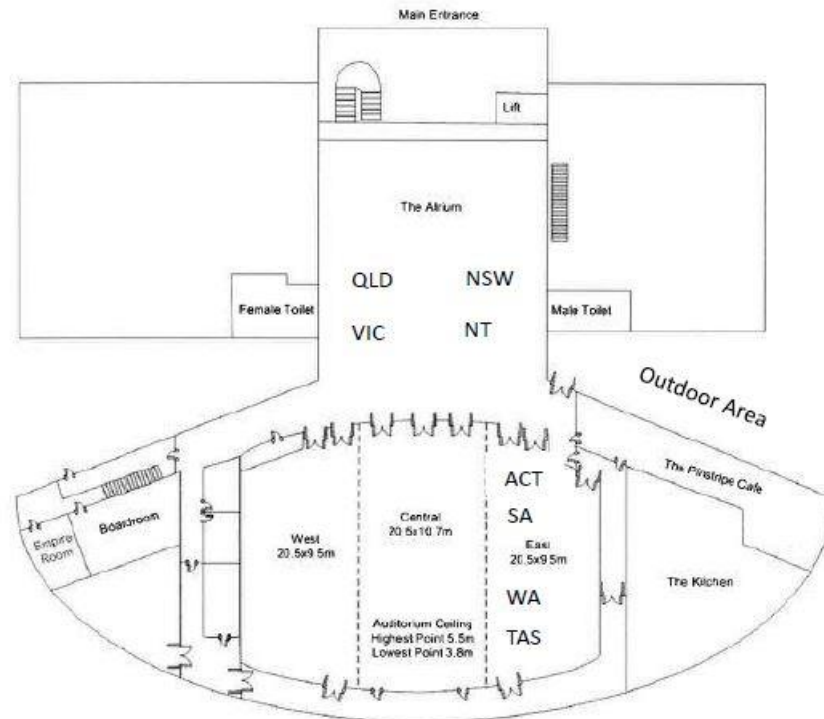 Main Entrance
Lift
The Atrium
QLD NSW
Female Toilet
Male Toilet
VIC NT
Outdoor Area
The Pinstripe Cafe
ACT
SA
Central
20.5x10.7m
West
20.5x9.5m
East
20.5x9.5m
Boardroom
Empire
Room
The Kitchen
WA
TAS
Auditorium Ceiling
Highest Point 5.5m
Lowest Point 3.8m